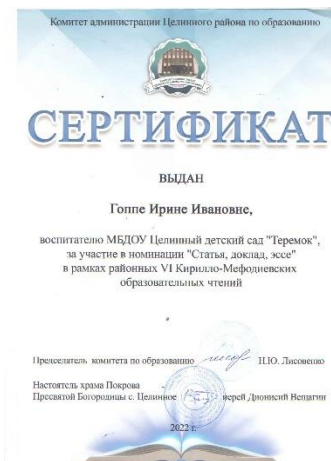 Комитет администрации Целинного района по образованию
СЕРТИФИКАТ
ВЫДАН
Гоппе Ирине Ивановне,
воспитателю МБДОУ Целинный детский сад "Теремок",
за участие в номинации "Статья, доклад, эссе"
в рамках районных VI Кирилло-Мефодиевских
образовательных чтений
Председатель комитета по образованию Н.Ю. Лисовенко
Настоятель храма Покрова
Пресвятой Богородицы с. Целинное иерей Дионисий Нещагин
2022 г.